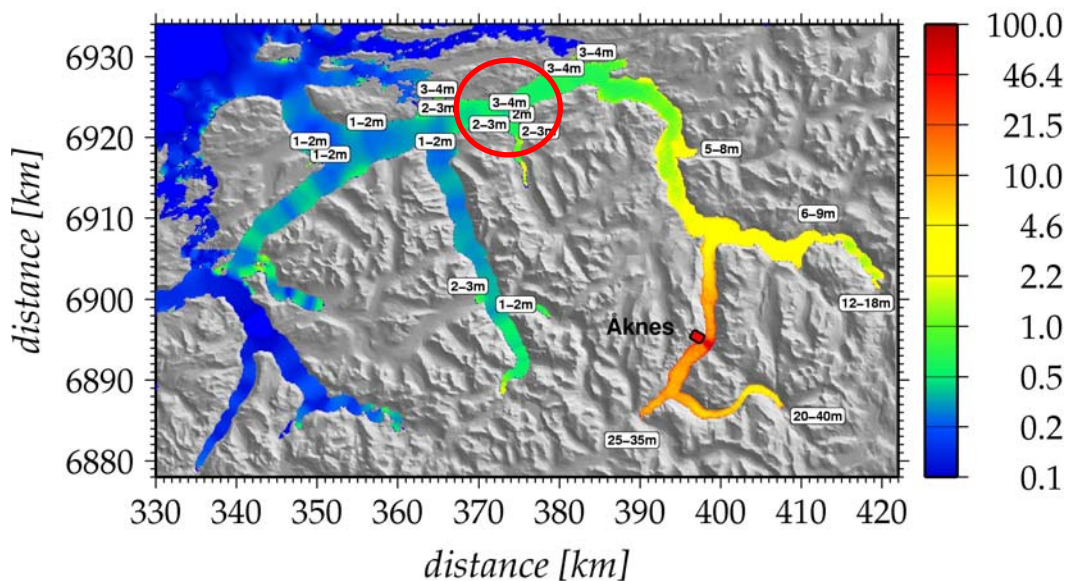 distance [km]
6930
6920
6910
6900
6890
6880
3–4m
3–4m
3–4m
3–4m
2–3m
2–3m
2m
2–3m
1–2m
1–2m
1–2m
1–2m
5–8m
6–9m
12–18m
2–3m
1–2m
Åknes
20–40m
25–35m
330 340 350 360 370 380 390 400 410 420
distance [km]
100.0
46.4
21.5
10.0
4.6
2.2
1.0
0.5
0.2
0.1